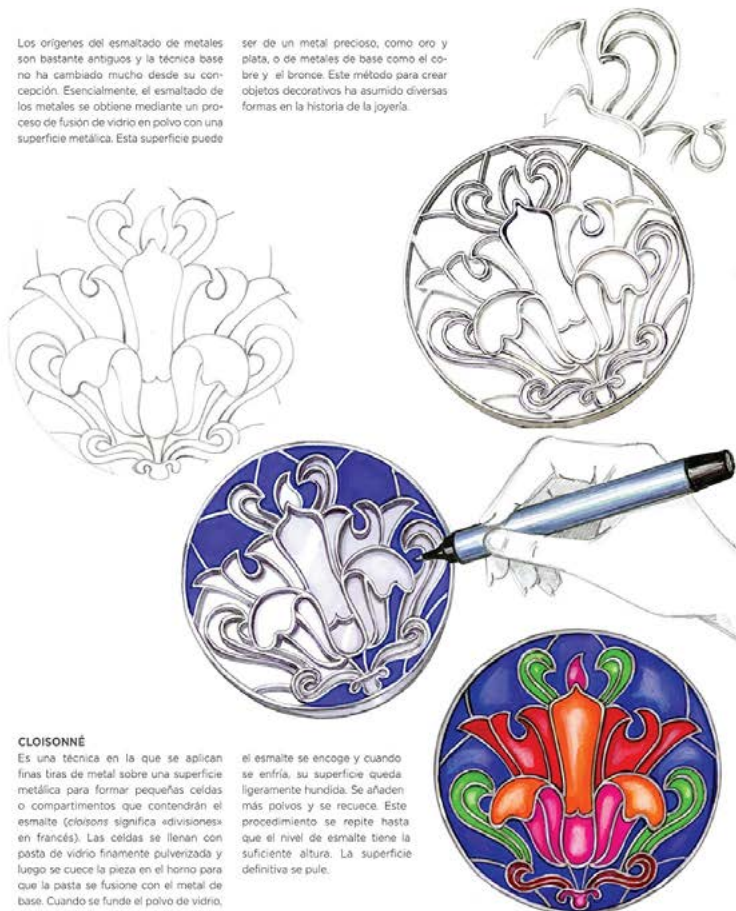 Los orígenes del esmaltado de metales
son bastante antiguos y la técnica base
no ha cambiado mucho desde su con-
cepción. Esencialmente, el esmaltado de
los metales se obtiene mediante un pro-
ceso de fusión de vidrio en polvo con una
superficie metálica. Esta superficie puede
ser de un metal precioso, como oro y
plata, o de metales de base como el co-
bre y el bronce. Este método para crear
objetos decorativos ha asumido diversas
formas en la historia de la joyería.
CLOISONNÉ
Es una técnica en la que se aplican
finas tiras de metal sobre una superficie
metálica para formar pequeñas celdas
o compartimentos que contendrán el
esmalte (cloisons significa «divisiones»
en francés). Las celdas se llenan con
pasta de vidrio finamente pulverizada y
luego se cuece la pieza en el horno para
que la pasta se fusione con el metal de
base. Cuando se funde el polvo de vidrio,
el esmalte se encoge y cuando
se enfría, su superficie queda
ligeramente hundida. Se añaden
más polvos y se recuece. Este
procedimiento se repite hasta
que el nivel de esmalte tiene la
suficiente altura. La superficie
definitiva se pule.